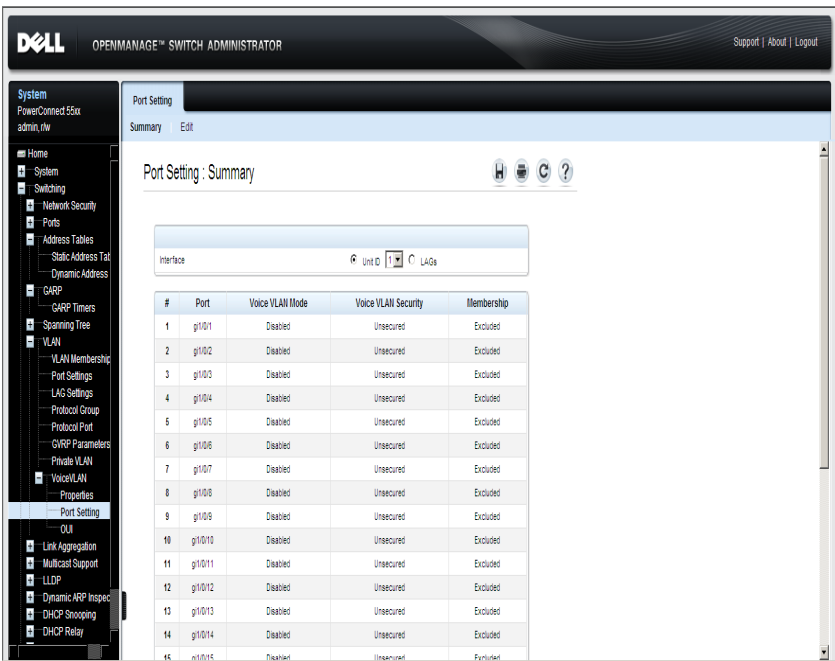 DELL OPENMANAGE™ SWITCH ADMINISTRATOR Support | About | Logout
System
PowerConnect 55xx
admin, r/w
Home
System
Switching
Network Security
Ports
Address Tables
Static Address Tab
Dynamic Address
GARP
GARP Timers
Spanning Tree
VLAN
VLAN Membership
Port Settings
LAG Settings
Protocol Group
Protocol Port
GVRP Parameters
Private VLAN
VoiceVLAN
Properties
Port Setting
OUI
Link Aggregation
Multicast Support
LLDP
Dynamic ARP Inspec
DHCP Snooping
DHCP Relay
Port Setting
Summary Edit
Port Setting : Summary
Interface Unit ID 1 LAGs
# Port Voice VLAN Mode Voice VLAN Security Membership
1 gi1/0/1 Disabled Unsecured Excluded
2 gi1/0/2 Disabled Unsecured Excluded
3 gi1/0/3 Disabled Unsecured Excluded
4 gi1/0/4 Disabled Unsecured Excluded
5 gi1/0/5 Disabled Unsecured Excluded
6 gi1/0/6 Disabled Unsecured Excluded
7 gi1/0/7 Disabled Unsecured Excluded
8 gi1/0/8 Disabled Unsecured Excluded
9 gi1/0/9 Disabled Unsecured Excluded
10 gi1/0/10 Disabled Unsecured Excluded
11 gi1/0/11 Disabled Unsecured Excluded
12 gi1/0/12 Disabled Unsecured Excluded
13 gi1/0/13 Disabled Unsecured Excluded
14 gi1/0/14 Disabled Unsecured Excluded
15 gi1/0/15 Disabled Unsecured Excluded